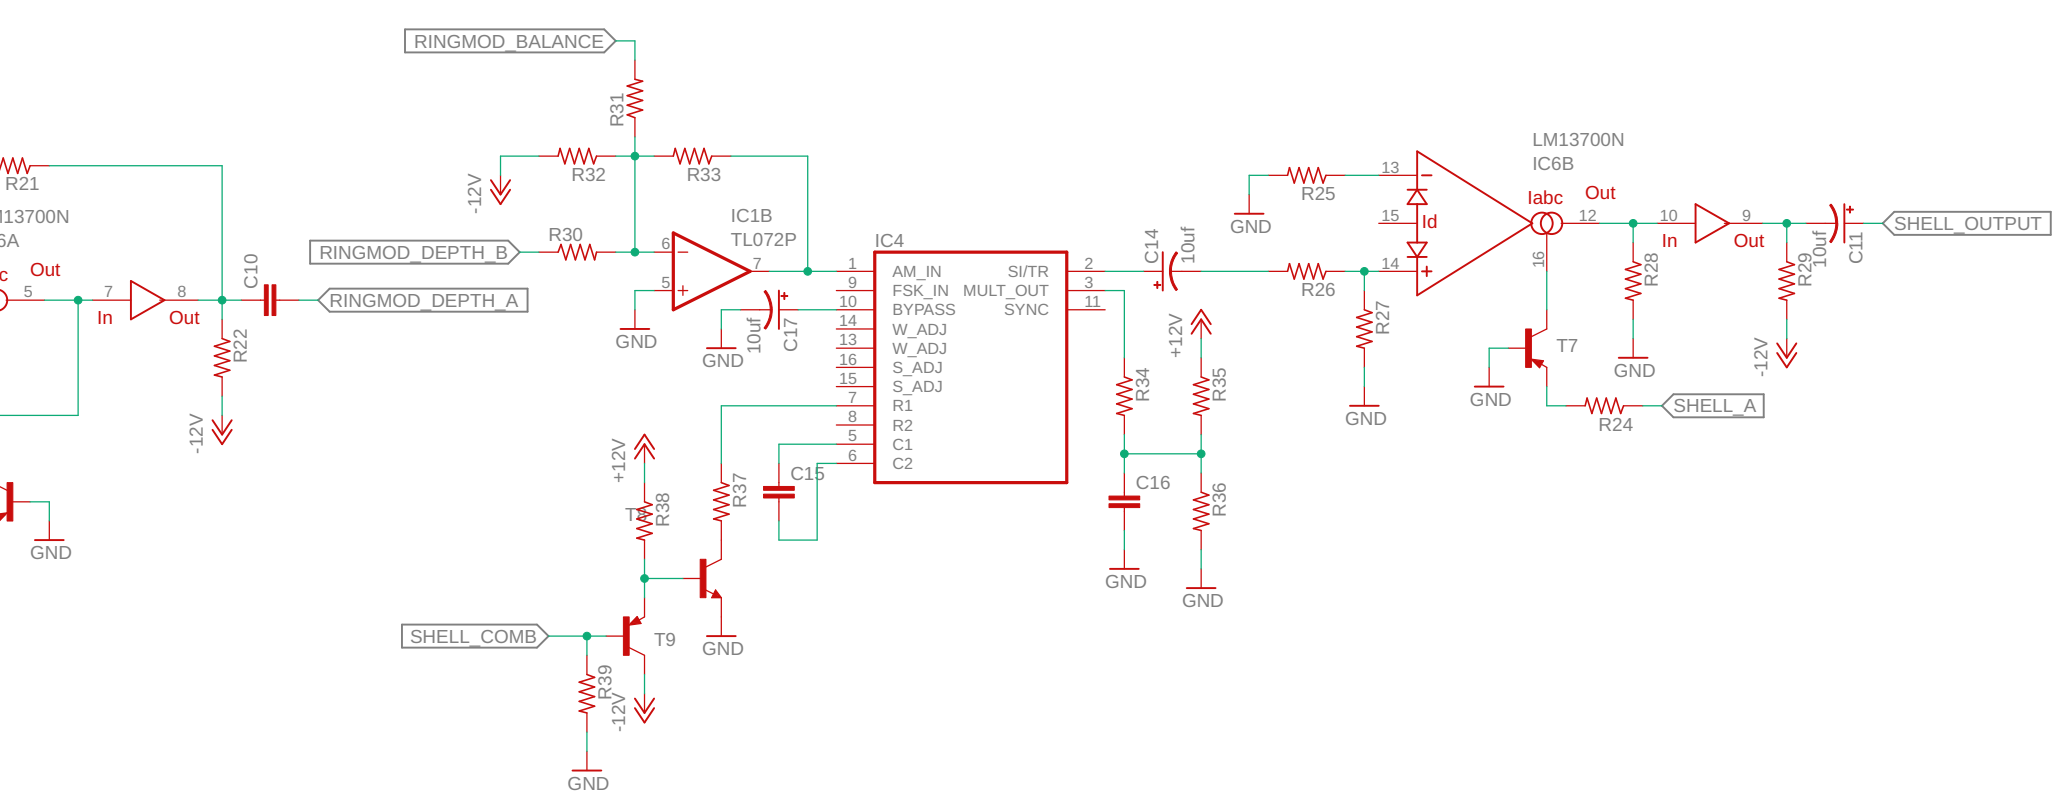 RINGMOD_BALANCE
R31
R21
R32
R33
-12V
M13700N
6A
c
Out
5
7
In
8
Out
C10
RINGMOD_DEPTH_A
R22
-12V
GND
RINGMOD_DEPTH_B
R30
6
5
7
IC1B
TL072P
GND
GND
10uf
C17
IC4
1
AM_IN
9
FSK_IN
10
BYPASS
14
W_ADJ
13
W_ADJ
16
S_ADJ
15
S_ADJ
7
R1
8
R2
5
C1
6
C2
SI/TR
2
MULT_OUT
3
SYNC
11
+12V
R38
R37
C15
SHELL_COMB
T9
R39
-12V
GND
GND
C14
10uf
+12V
R34
R35
C16
R36
GND
GND
GND
R25
R26
R27
GND
13
15
14
Id
LM13700N
IC6B
Iabc
Out
12
16
T7
GND
R24
SHELL_A
R28
GND
10
In
9
Out
R29
10uf
C11
-12V
SHELL_OUTPUT